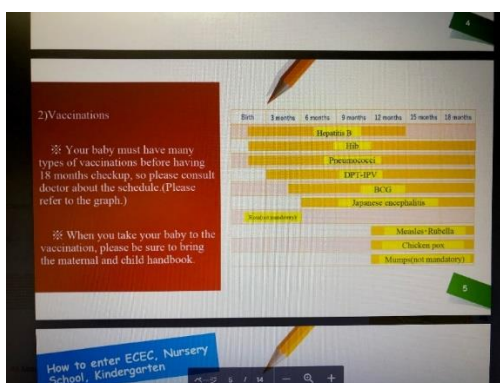 4
2)Vaccinations
※ Your baby must have many
types of vaccinations before having
18 months checkup, so please consult
doctor about the schedule.(Please
refer to the graph.)
※ When you take your baby to the
vaccination, please be sure to bring
the maternal and child handbook.
Birth 3 months 6 months 9 months 12 months 15 months 18 months
Hepatitis B
Hib
Pneumococci
DPT-IPV
BCG
Japanese encephalitis
Measles･Rubella
Chicken pox
Mumps(not mandatory)
5
How to enter ECEC, Nursery
School, Kindergarten
5 / 14